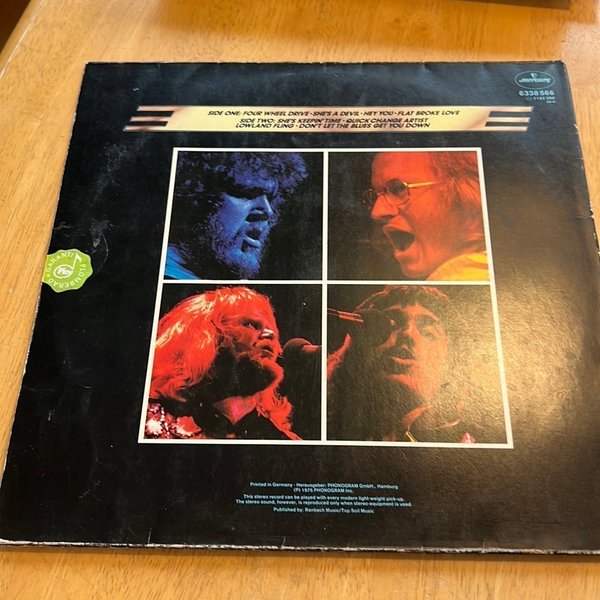 mercury
6338 566
SIDE ONE: FOUR WHEEL DRIVE • SHE'S A DEVIL • HEY YOU • FLAT BROKE LOVE
SIDE TWO: SHE'S KEEPIN' TIME • QUICK CHANGE ARTIST
LOWLAND FLING • DON'T LET THE BLUES GET YOU DOWN
GARANTI
Printed in Germany · Herausgeber: PHONOGRAM GmbH., Hamburg
(P) 1975 PHONOGRAM Inc.
This stereo record can be played with every modern light-weight pick-up.
The stereo sound, however, is reproduced only when stereo-equipment is used.
Published by: Ranbach Music/Top Soil Music